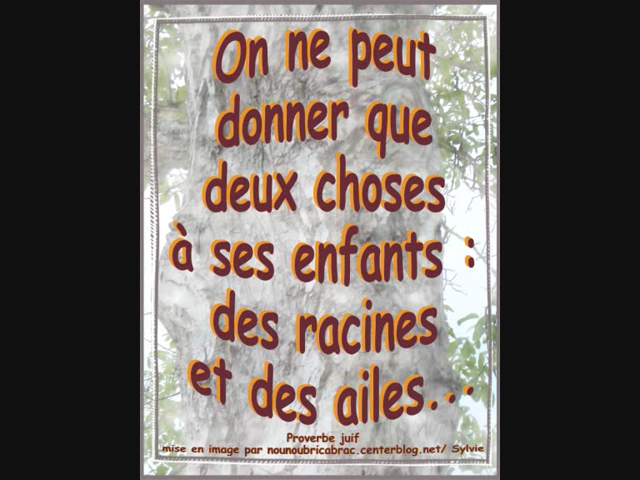 On ne peut
donner que
deux choses
à ses enfants :
des racines
et des ailes...
Proverbe juif
mise en image par nounoubricabrac.centerblog.net/ Sylvie